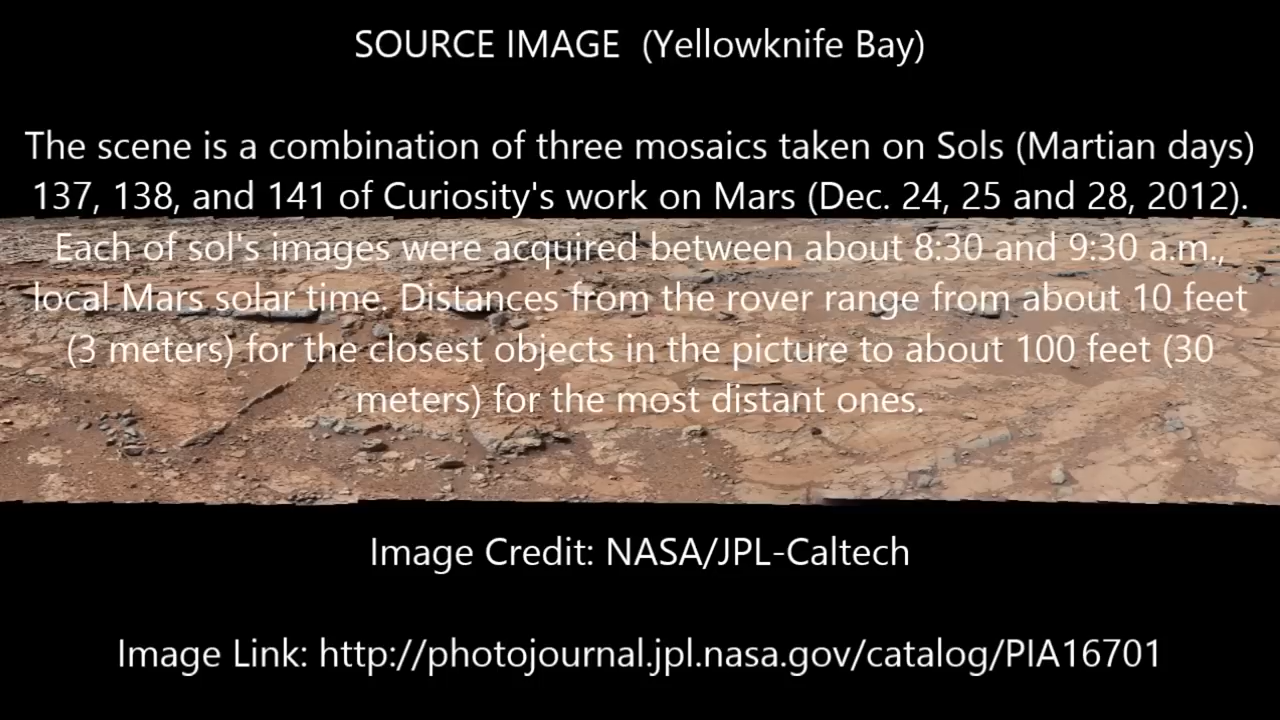 SOURCE IMAGE (Yellowknife Bay)
The scene is a combination of three mosaics taken on Sols (Martian days)
137, 138, and 141 of Curiosity's work on Mars (Dec. 24, 25 and 28, 2012).
Each of sol's images were acquired between about 8:30 and 9:30 a.m.,
local Mars solar time. Distances from the rover range from about 10 feet
(3 meters) for the closest objects in the picture to about 100 feet (30
meters) for the most distant ones.
Image Credit: NASA/JPL-Caltech
Image Link: http://photojournal.jpl.nasa.gov/catalog/PIA16701